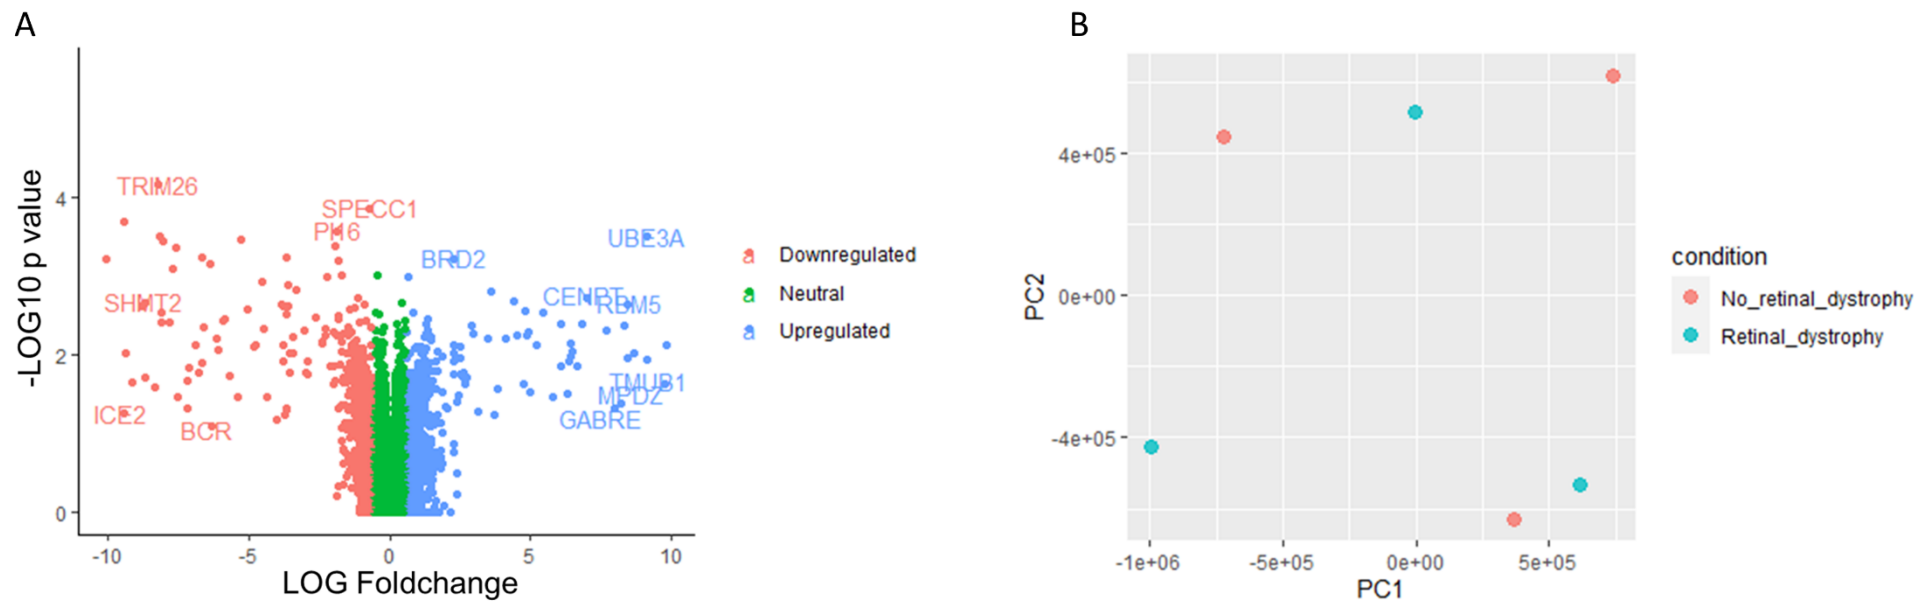 A
-LOG10 p value
4
2
0
TRIM26
SPECC1
PI16
UBE3A
BRD2
CENPT
RBM5
SHMT2
TMUB1
MPDZ
GABRE
ICE2
BCR
-10
-5
0
5
10
LOG Foldchange
a Downregulated
a Neutral
a Upregulated
B
PC2
4e+05
0e+00
-4e+05
-1e+06
-5e+05
0e+00
5e+05
PC1
condition
No_retinal_dystrophy
Retinal_dystrophy